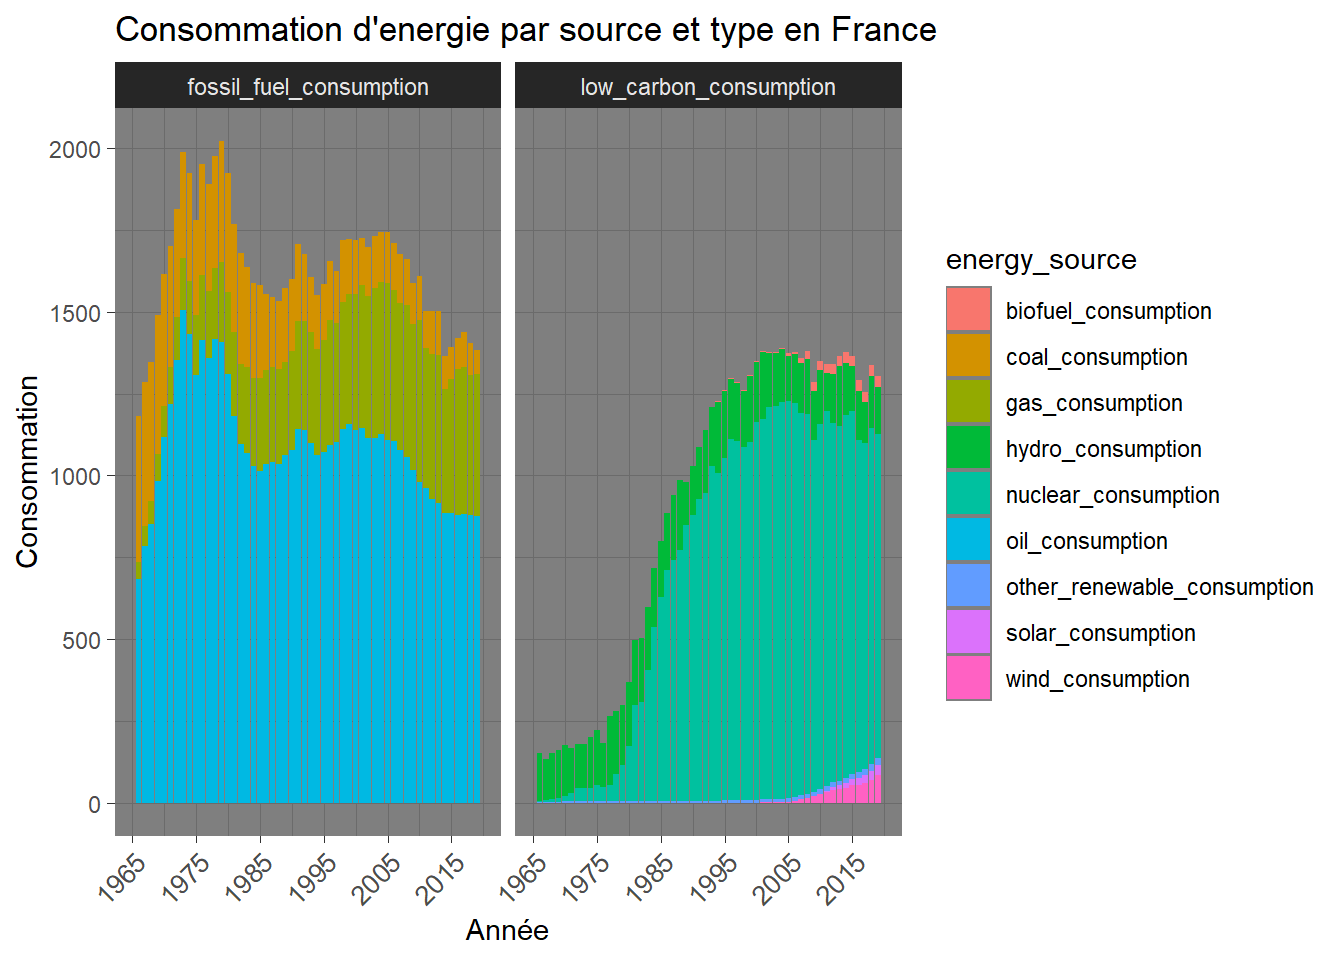 Consommation d'energie par source et type en France
fossil_fuel_consumption
low_carbon_consumption
2000
1500
1000
500
0
Consommation
1965
1975
1985
1995
2005
2015
1965
1975
1985
1995
2005
2015
Année
energy_source
biofuel_consumption
coal_consumption
gas_consumption
hydro_consumption
nuclear_consumption
oil_consumption
other_renewable_consumption
solar_consumption
wind_consumption